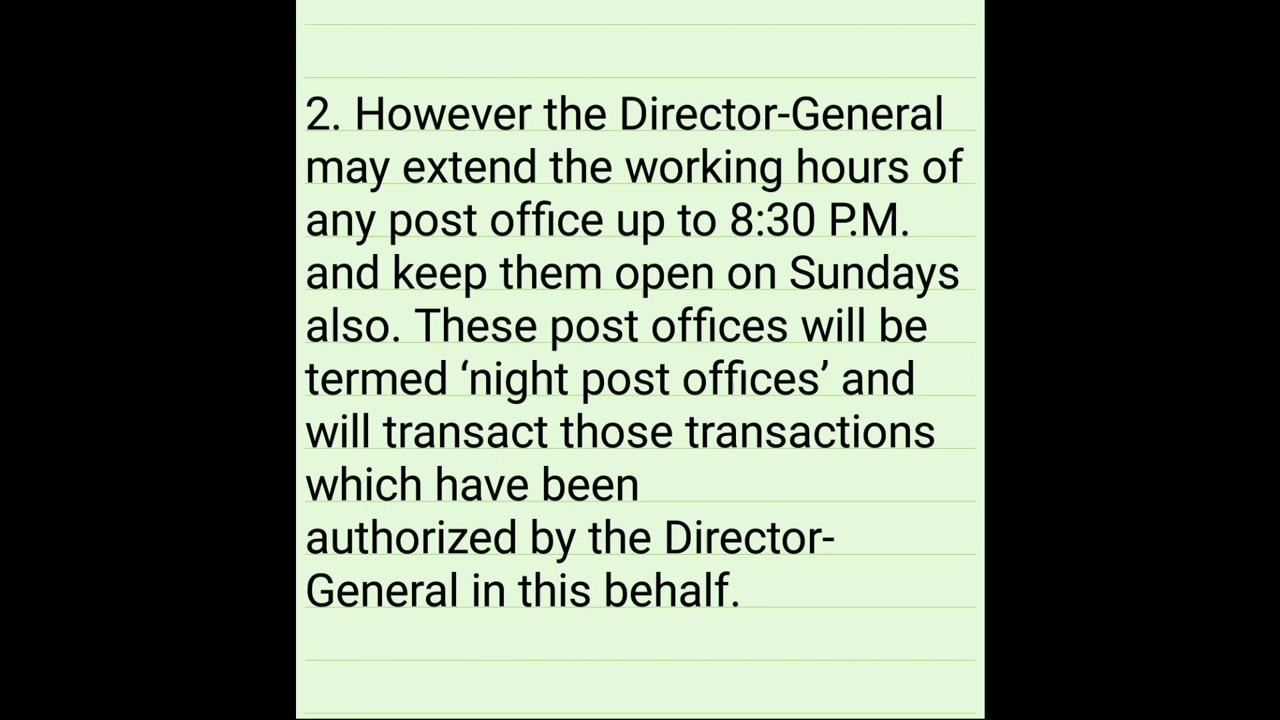 2. However the Director-General
may extend the working hours of
any post office up to 8:30 P.M.
and keep them open on Sundays
also. These post offices will be
termed ‘night post offices’ and
will transact those transactions
which have been
authorized by the Director-
General in this behalf.